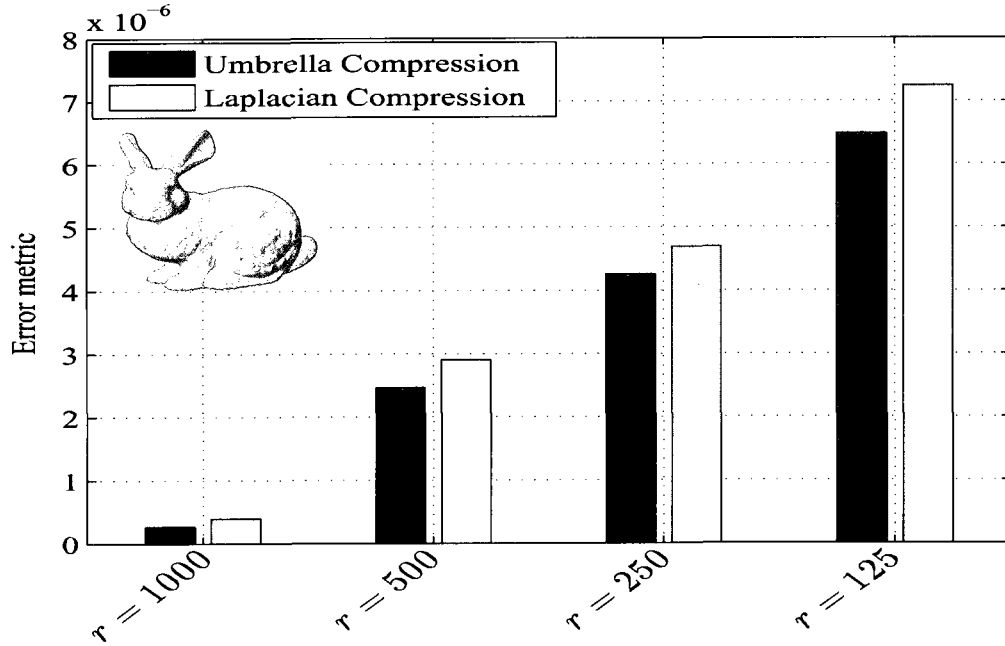 x 10⁻⁶
8
7
6
5
4
3
2
1
0
Error metric
Umbrella Compression
Laplacian Compression
r = 1000
r = 500
r = 250
r = 125